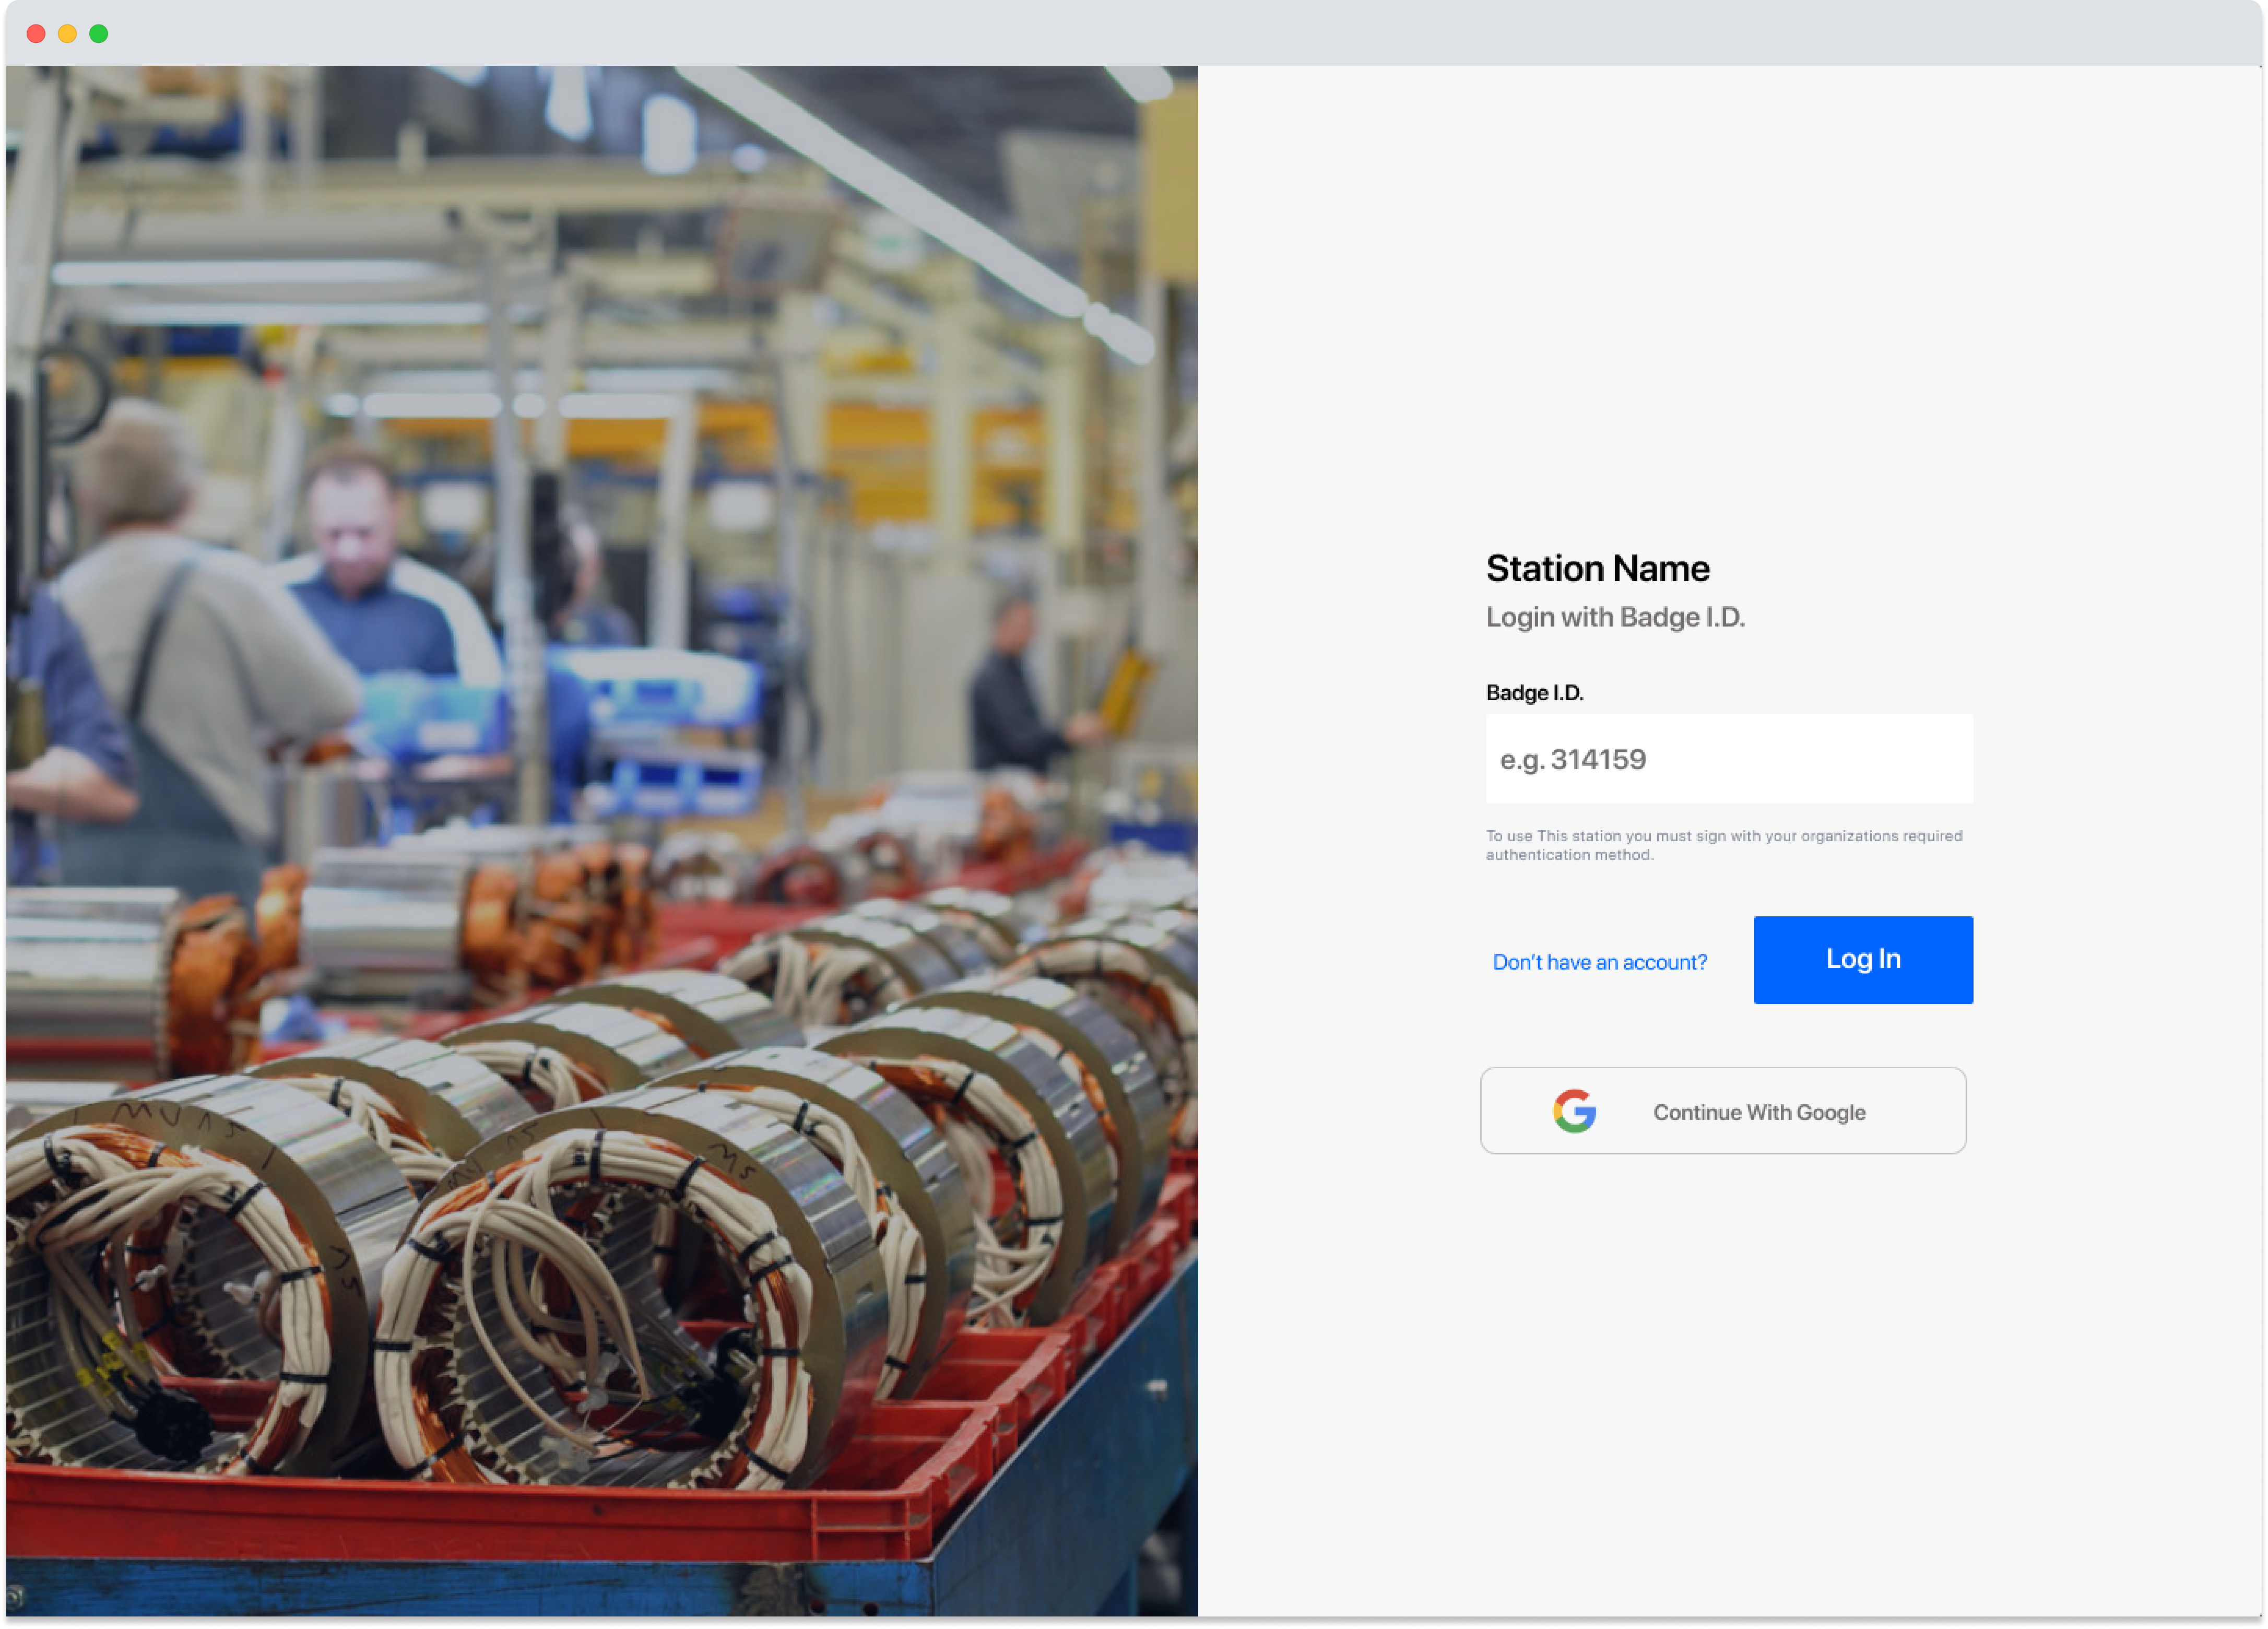 Station Name
Login with Badge I.D.
Badge I.D.
e.g. 314159
To use This station you must sign with your organizations required
authentication method.
Don't have an account?
Log In
Continue With Google